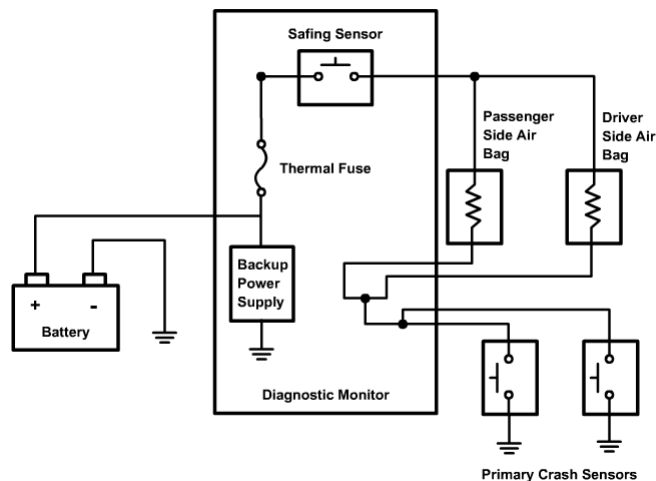 Safing Sensor
Passenger
Side Air
Bag
Driver
Side Air
Bag
Thermal Fuse
Backup
Power
Supply
+ -
Battery
Diagnostic Monitor
Primary Crash Sensors